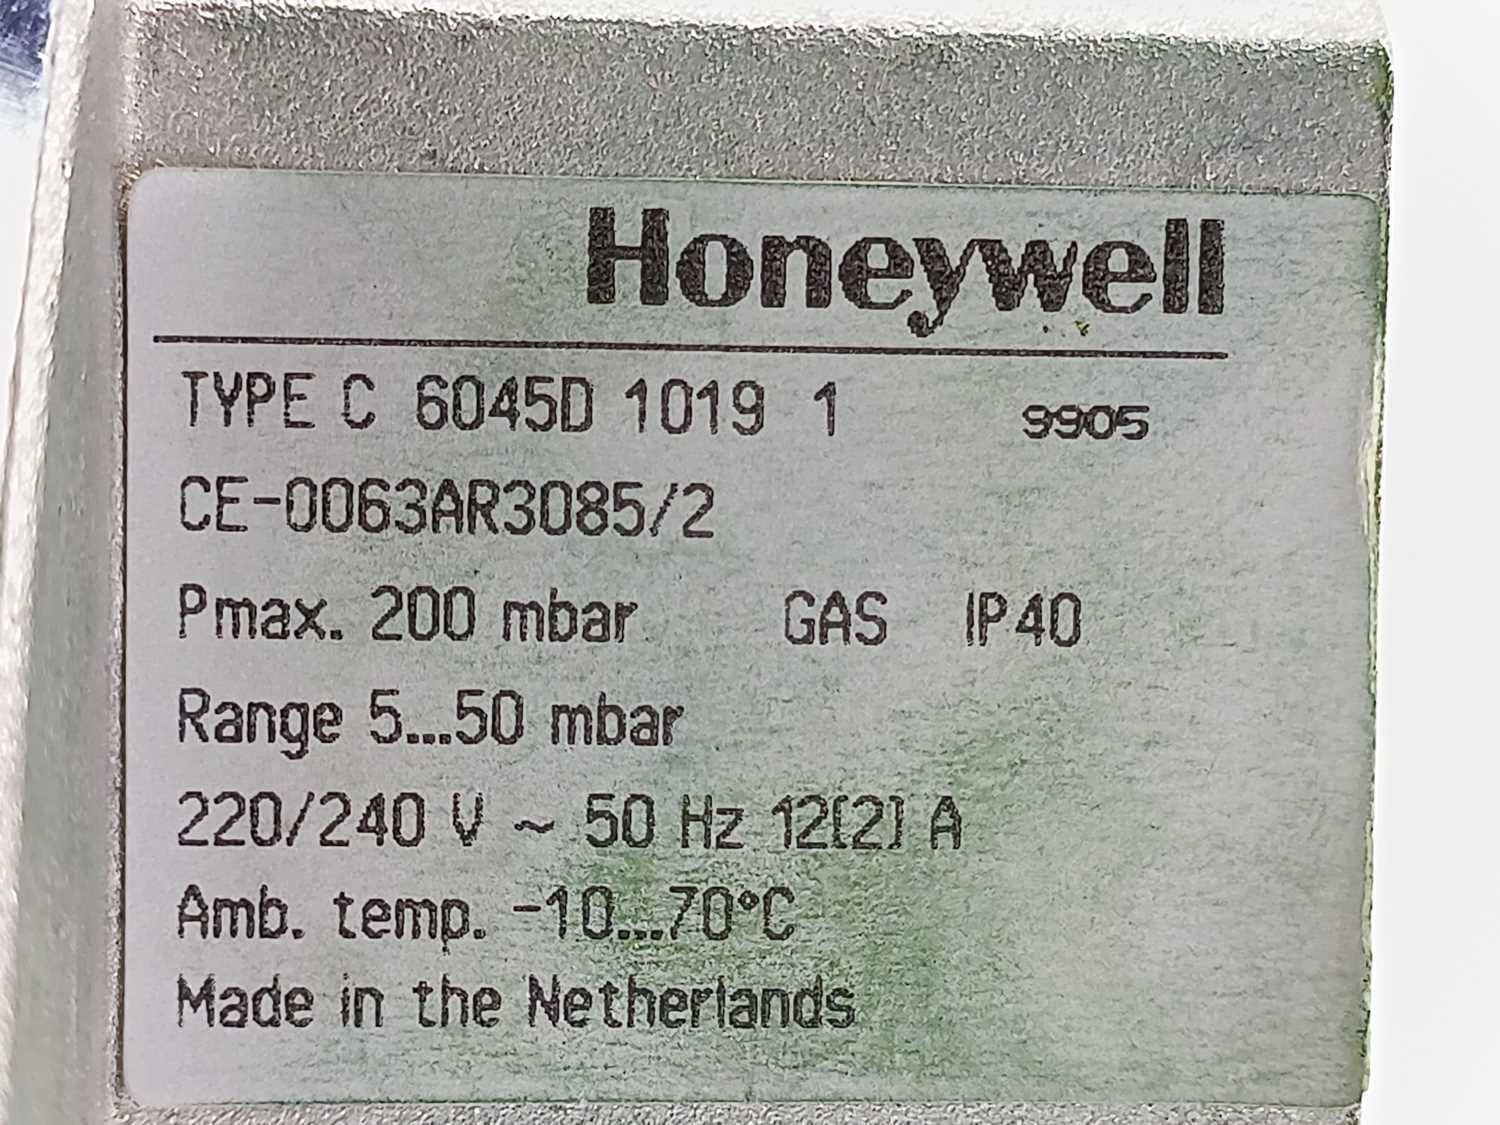 Honeywell
TYPE C 6045D 1019 1 9905
CE-0063AR3085/2
Pmax. 200 mbar GAS IP40
Range 5...50 mbar
220/240 V ~ 50 Hz 12(2) A
Amb. temp. -10...70°C
Made in the Netherlands